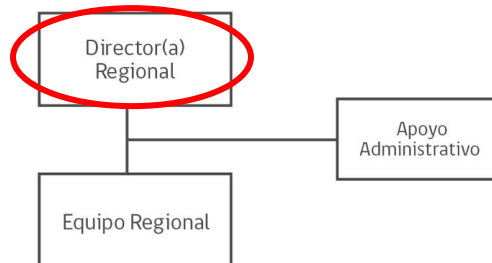 Director(a)
Regional
Apoyo
Administrativo
Equipo Regional